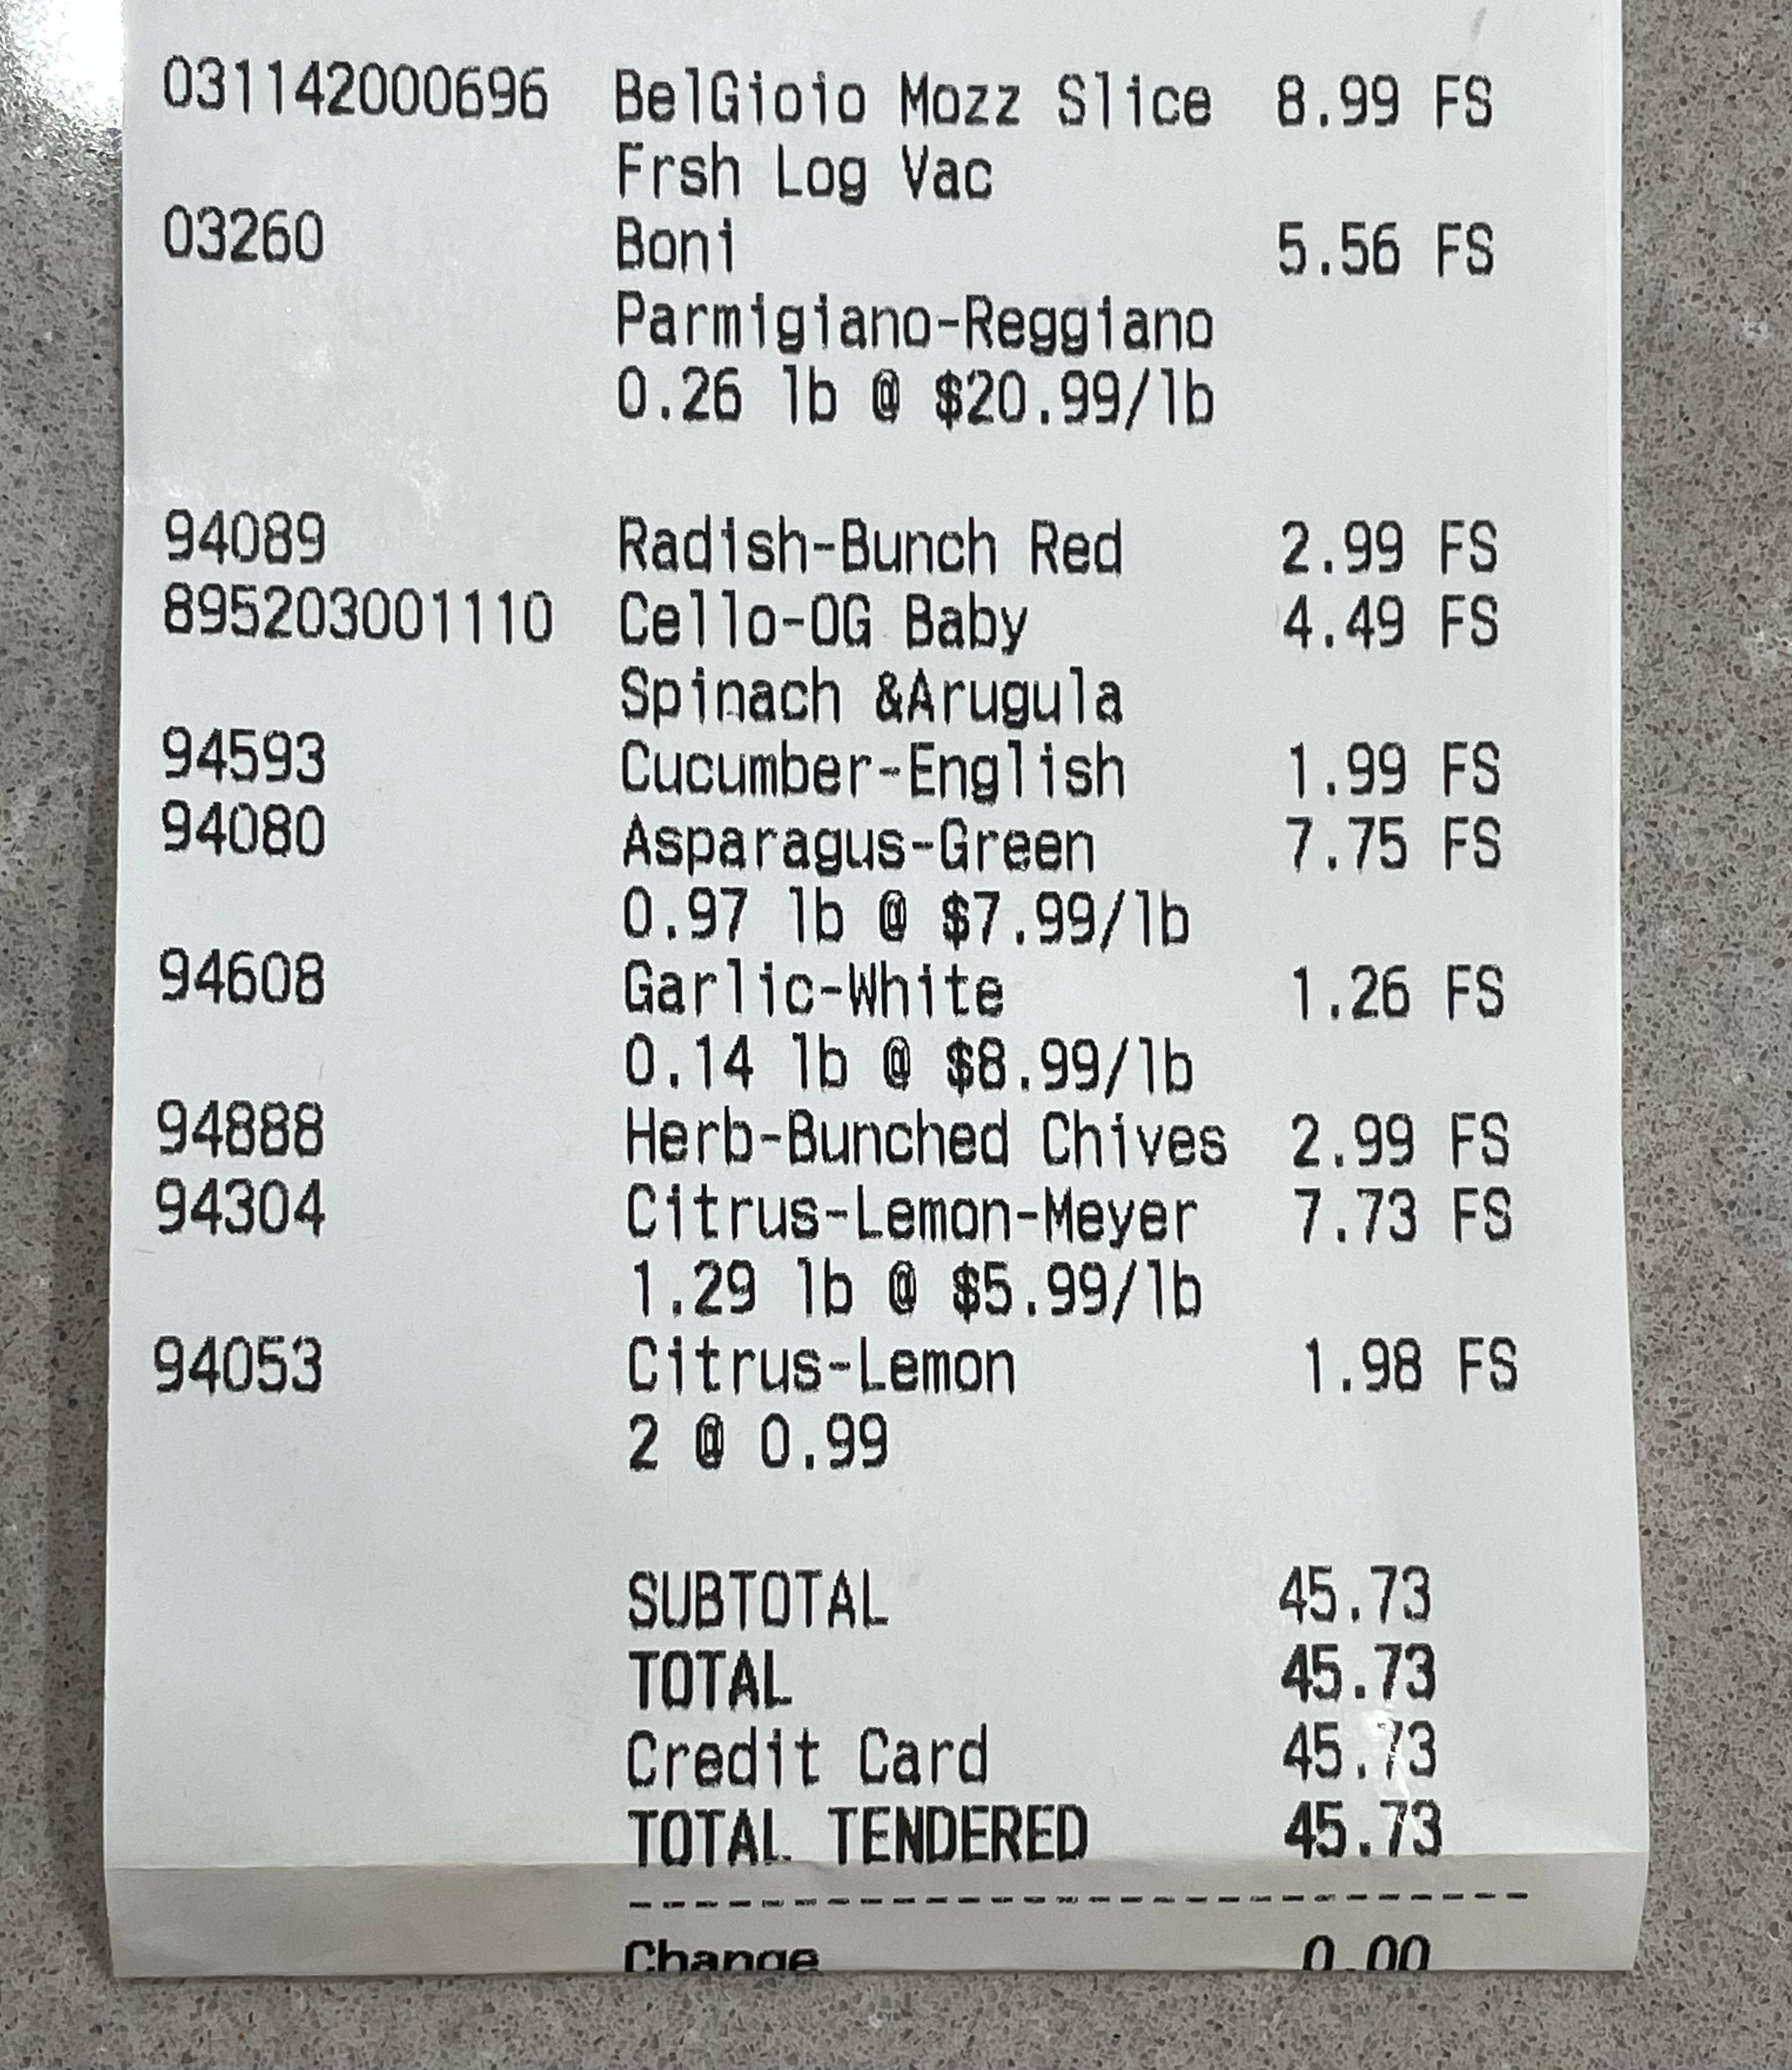 031142000696 BelGioio Mozz Slice 8.99 FS
Frsh Log Vac
03260 Boni 5.56 FS
Parmigiano-Reggiano
0.26 lb @ $20.99/lb
94089 Radish-Bunch Red 2.99 FS
895203001110 Cello-OG Baby 4.49 FS
Spinach &Arugula
94593 Cucumber-English 1.99 FS
94080 Asparagus-Green 7.75 FS
0.97 lb @ $7.99/lb
94608 Garlic-White 1.26 FS
0.14 lb @ $8.99/lb
94888 Herb-Bunched Chives 2.99 FS
94304 Citrus-Lemon-Meyer 7.73 FS
1.29 lb @ $5.99/lb
94053 Citrus-Lemon 1.98 FS
2 @ 0.99
SUBTOTAL 45.73
TOTAL 45.73
Credit Card 45.73
TOTAL TENDERED 45.73
---------------------------
Change 0.00